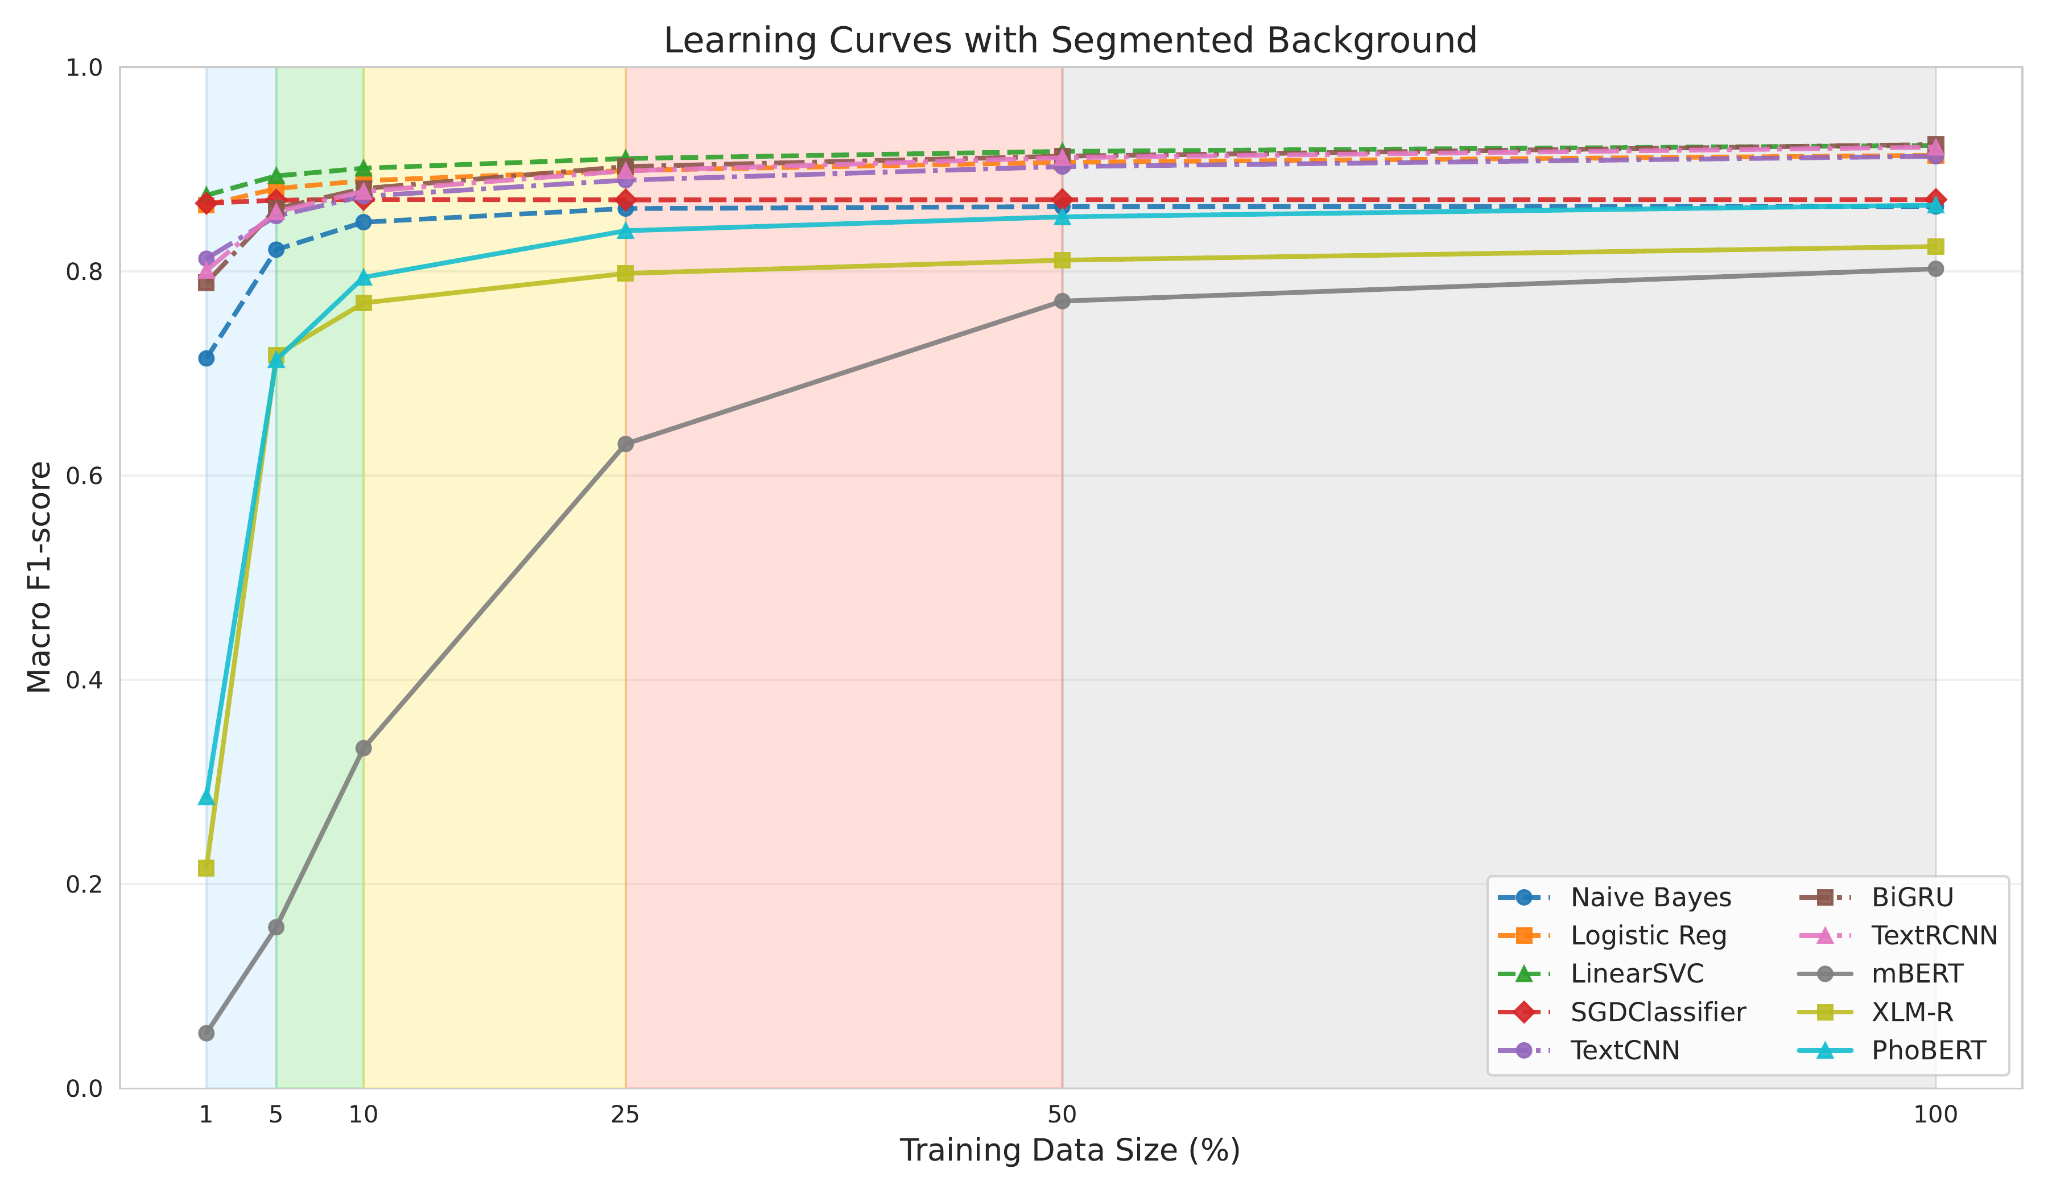 Learning Curves with Segmented Background
Macro F1-score
1.0
0.8
0.6
0.4
0.2
0.0
1 5 10 25 50 100
Training Data Size (%)
Naive Bayes
Logistic Reg
LinearSVC
SGDClassifier
TextCNN
BiGRU
TextRCNN
mBERT
XLM-R
PhoBERT